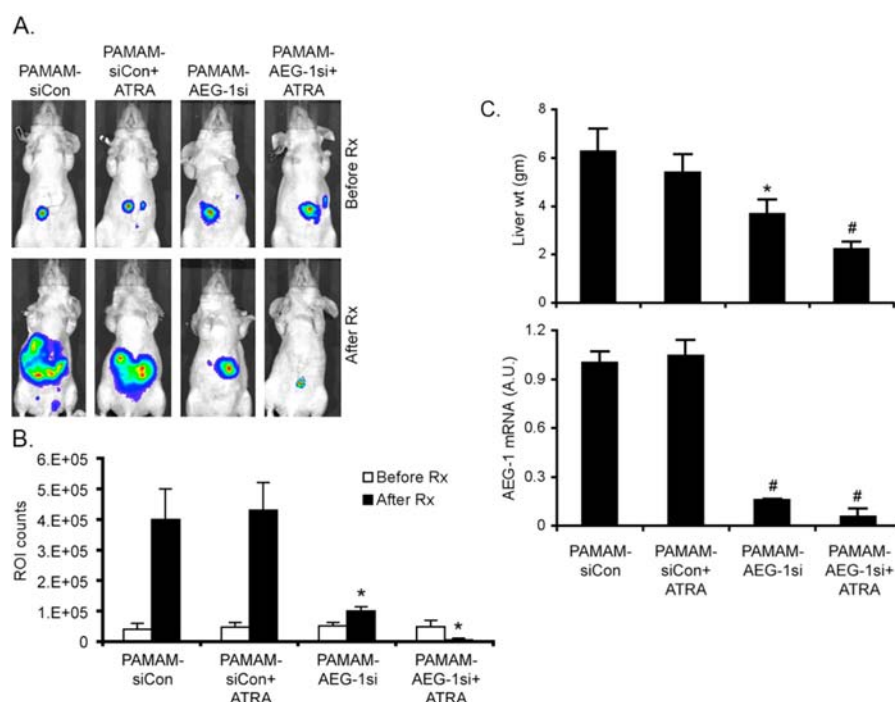 A.
PAMAM-
siCon
PAMAM-
siCon+
ATRA
PAMAM-
AEG-1si
PAMAM-
AEG-1si+
ATRA
Before Rx
After Rx
B.
6.E+05
5.E+05
4.E+05
3.E+05
2.E+05
1.E+05
0.E+00
ROI counts
Before Rx
After Rx
*
*
PAMAM-
siCon
PAMAM-
siCon+
ATRA
PAMAM-
AEG-1si
PAMAM-
AEG-1si+
ATRA
C.
8
6
4
2
0
Liver wt (gm)
*
#
1.2
0.9
0.3
0
AEG-1 mRNA (A.U.)
#
#
PAMAM-
siCon
PAMAM-
siCon+
ATRA
PAMAM-
AEG-1si
PAMAM-
AEG-1si+
ATRA